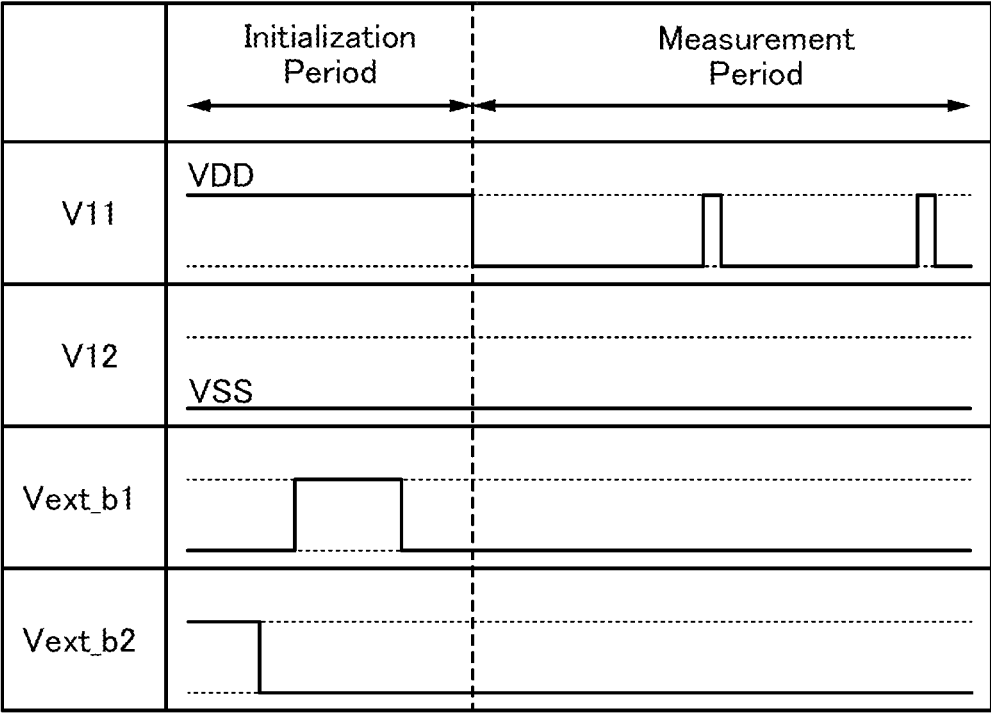 Initialization
Period
Measurement
Period
V11
VDD
V12
VSS
Vext_b1
Vext_b2